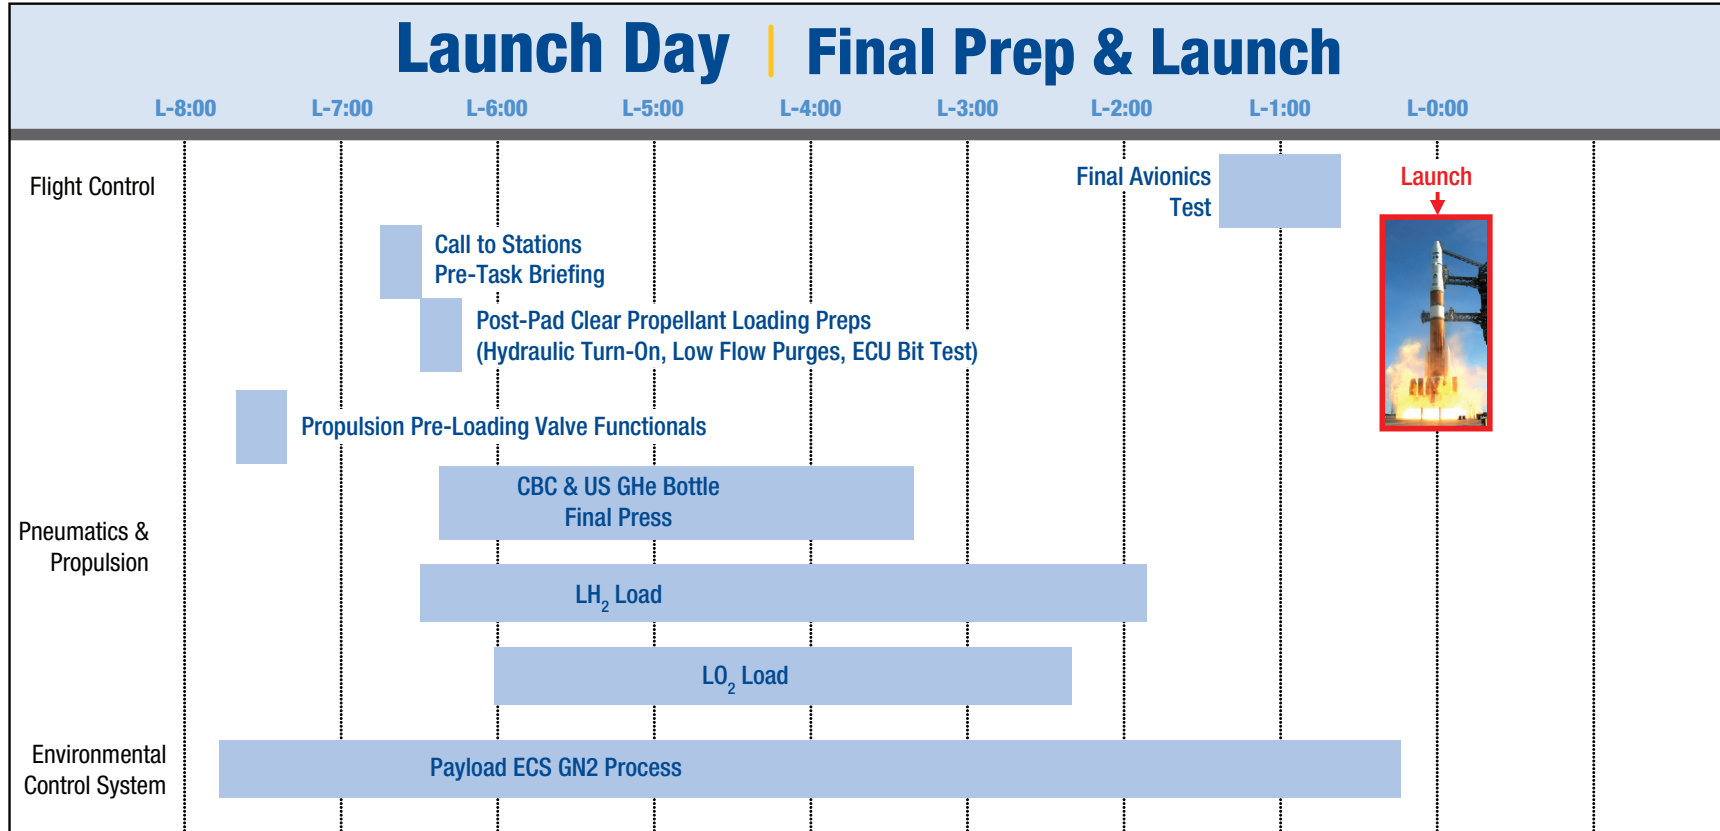 Launch Day | Final Prep & Launch
L-8:00 L-7:00 L-6:00 L-5:00 L-4:00 L-3:00 L-2:00 L-1:00 L-0:00
Flight Control
Final Avionics
Test
Launch
Call to Stations
Pre-Task Briefing
Post-Pad Clear Propellant Loading Preps
(Hydraulic Turn-On, Low Flow Purges, ECU Bit Test)
Propulsion Pre-Loading Valve Functionals
Pneumatics &
Propulsion
CBC & US GHe Bottle
Final Press
LH₂ Load
LO₂ Load
Environmental
Control System
Payload ECS GN2 Process